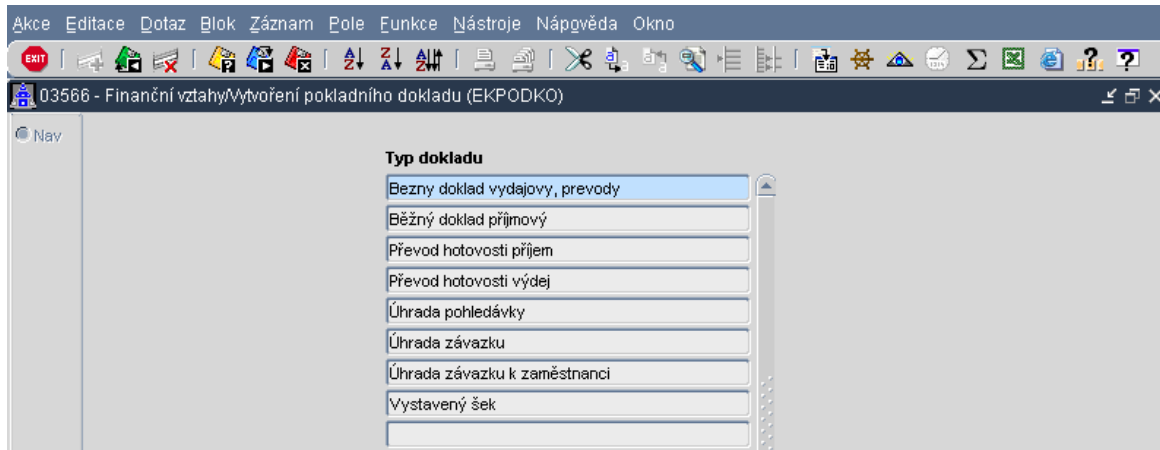 Akce Editace Dotaz Blok Záznam Pole Funkce Nástroje Nápověda Okno
EXIT
03566 - Finanční vztahy/Vytvoření pokladního dokladu (EKPODKO)
Nav
Typ dokladu
Bezny doklad vydajovy, prevody
Běžný doklad příjmový
Převod hotovosti příjem
Převod hotovosti výdej
Úhrada pohledávky
Úhrada závazku
Úhrada závazku k zaměstnanci
Vystavený šek